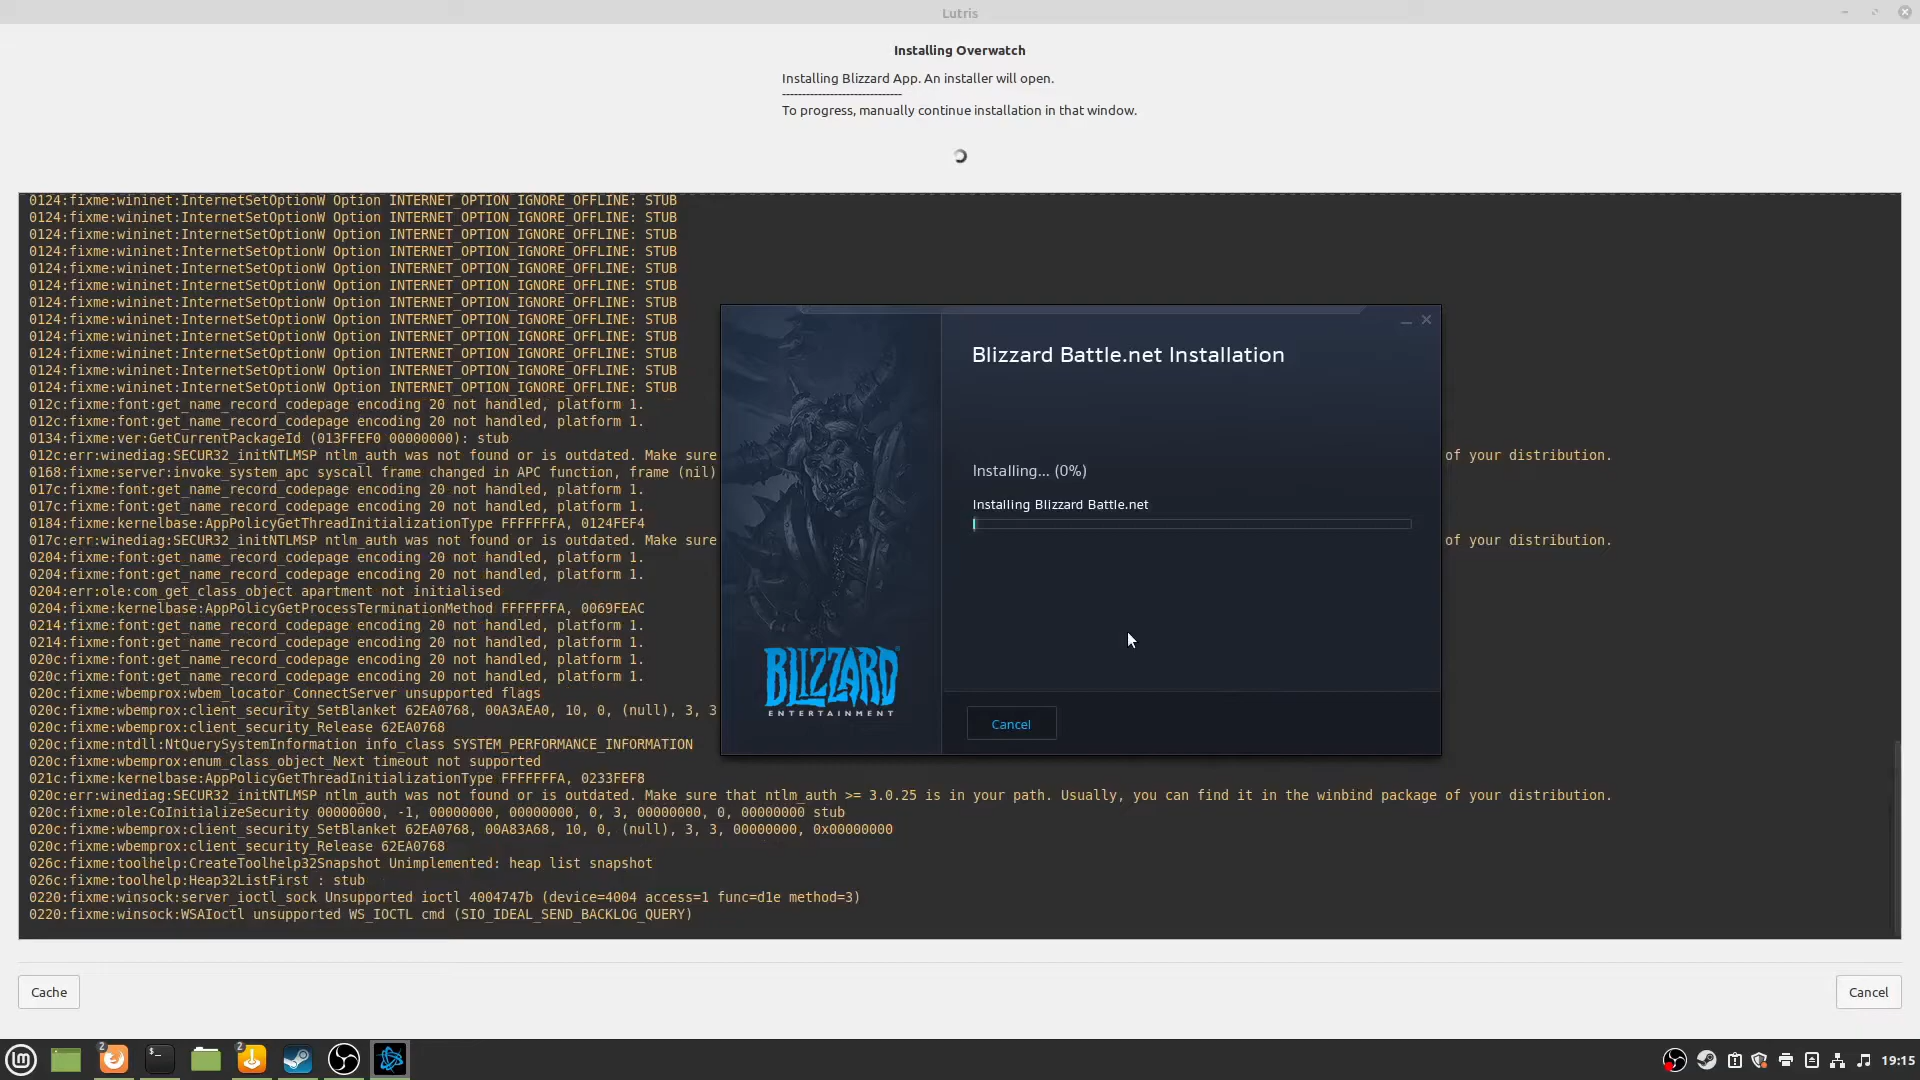 Lutris
Installing Overwatch
Installing Blizzard App. An installer will open.
------------------------------
To progress, manually continue installation in that window.
0124:fixme:wininet:InternetSetOptionW Option INTERNET_OPTION_IGNORE_OFFLINE: STUB
0124:fixme:wininet:InternetSetOptionW Option INTERNET_OPTION_IGNORE_OFFLINE: STUB
0124:fixme:wininet:InternetSetOptionW Option INTERNET_OPTION_IGNORE_OFFLINE: STUB
0124:fixme:wininet:InternetSetOptionW Option INTERNET_OPTION_IGNORE_OFFLINE: STUB
0124:fixme:wininet:InternetSetOptionW Option INTERNET_OPTION_IGNORE_OFFLINE: STUB
0124:fixme:wininet:InternetSetOptionW Option INTERNET_OPTION_IGNORE_OFFLINE: STUB
0124:fixme:wininet:InternetSetOptionW Option INTERNET_OPTION_IGNORE_OFFLINE: STUB
0124:fixme:wininet:InternetSetOptionW Option INTERNET_OPTION_IGNORE_OFFLINE: STUB
0124:fixme:wininet:InternetSetOptionW Option INTERNET_OPTION_IGNORE_OFFLINE: STUB
0124:fixme:wininet:InternetSetOptionW Option INTERNET_OPTION_IGNORE_OFFLINE: STUB
0124:fixme:wininet:InternetSetOptionW Option INTERNET_OPTION_IGNORE_OFFLINE: STUB
0124:fixme:wininet:InternetSetOptionW Option INTERNET_OPTION_IGNORE_OFFLINE: STUB
012c:fixme:font:get_name_record_codepage encoding 20 not handled, platform 1.
012c:fixme:font:get_name_record_codepage encoding 20 not handled, platform 1.
0134:fixme:ver:GetCurrentPackageId (013FFEF0 00000000): stub
012c:err:winediag:SECUR32_initNTLMSP ntlm_auth was not found or is outdated. Make sure of your distribution.
0168:fixme:server:invoke_system_apc syscall frame changed in APC function, frame (nil)
017c:fixme:font:get_name_record_codepage encoding 20 not handled, platform 1.
017c:fixme:font:get_name_record_codepage encoding 20 not handled, platform 1.
0184:fixme:kernelbase:AppPolicyGetThreadInitializationType FFFFFFFA, 0124FEF4
017c:err:winediag:SECUR32_initNTLMSP ntlm_auth was not found or is outdated. Make sure of your distribution.
0204:fixme:font:get_name_record_codepage encoding 20 not handled, platform 1.
0204:fixme:font:get_name_record_codepage encoding 20 not handled, platform 1.
0204:err:ole:com_get_class_object apartment not initialised
0204:fixme:kernelbase:AppPolicyGetProcessTerminationMethod FFFFFFFA, 0069FEAC
0214:fixme:font:get_name_record_codepage encoding 20 not handled, platform 1.
0214:fixme:font:get_name_record_codepage encoding 20 not handled, platform 1.
020c:fixme:font:get_name_record_codepage encoding 20 not handled, platform 1.
020c:fixme:font:get_name_record_codepage encoding 20 not handled, platform 1.
020c:fixme:wbemprox:wbem_locator_ConnectServer unsupported flags
020c:fixme:wbemprox:client_security_SetBlanket 62EA0768, 00A3AEA0, 10, 0, (null), 3, 3
020c:fixme:wbemprox:client_security_Release 62EA0768
020c:fixme:ntdll:NtQuerySystemInformation info_class SYSTEM_PERFORMANCE_INFORMATION
020c:fixme:wbemprox:enum_class_object_Next timeout not supported
021c:fixme:kernelbase:AppPolicyGetThreadInitializationType FFFFFFFA, 0233FEF8
020c:err:winediag:SECUR32_initNTLMSP ntlm_auth was not found or is outdated. Make sure that ntlm_auth >= 3.0.25 is in your path. Usually, you can find it in the winbind package of your distribution.
020c:fixme:ole:CoInitializeSecurity 00000000, -1, 00000000, 00000000, 0, 3, 00000000, 0, 00000000 stub
020c:fixme:wbemprox:client_security_SetBlanket 62EA0768, 00A83A68, 10, 0, (null), 3, 3, 00000000, 0x00000000
020c:fixme:wbemprox:client_security_Release 62EA0768
026c:fixme:toolhelp:CreateToolhelp32Snapshot Unimplemented: heap list snapshot
026c:fixme:toolhelp:Heap32ListFirst : stub
0220:fixme:winsock:server_ioctl_sock Unsupported ioctl 4004747b (device=4004 access=1 func=d1e method=3)
0220:fixme:winsock:WSAIoctl unsupported WS_IOCTL cmd (SIO_IDEAL_SEND_BACKLOG_QUERY)
Blizzard Battle.net Installation
Installing... (0%)
Installing Blizzard Battle.net
BLIZZARD
ENTERTAINMENT
Cancel
Cache
Cancel
2
2
19:15